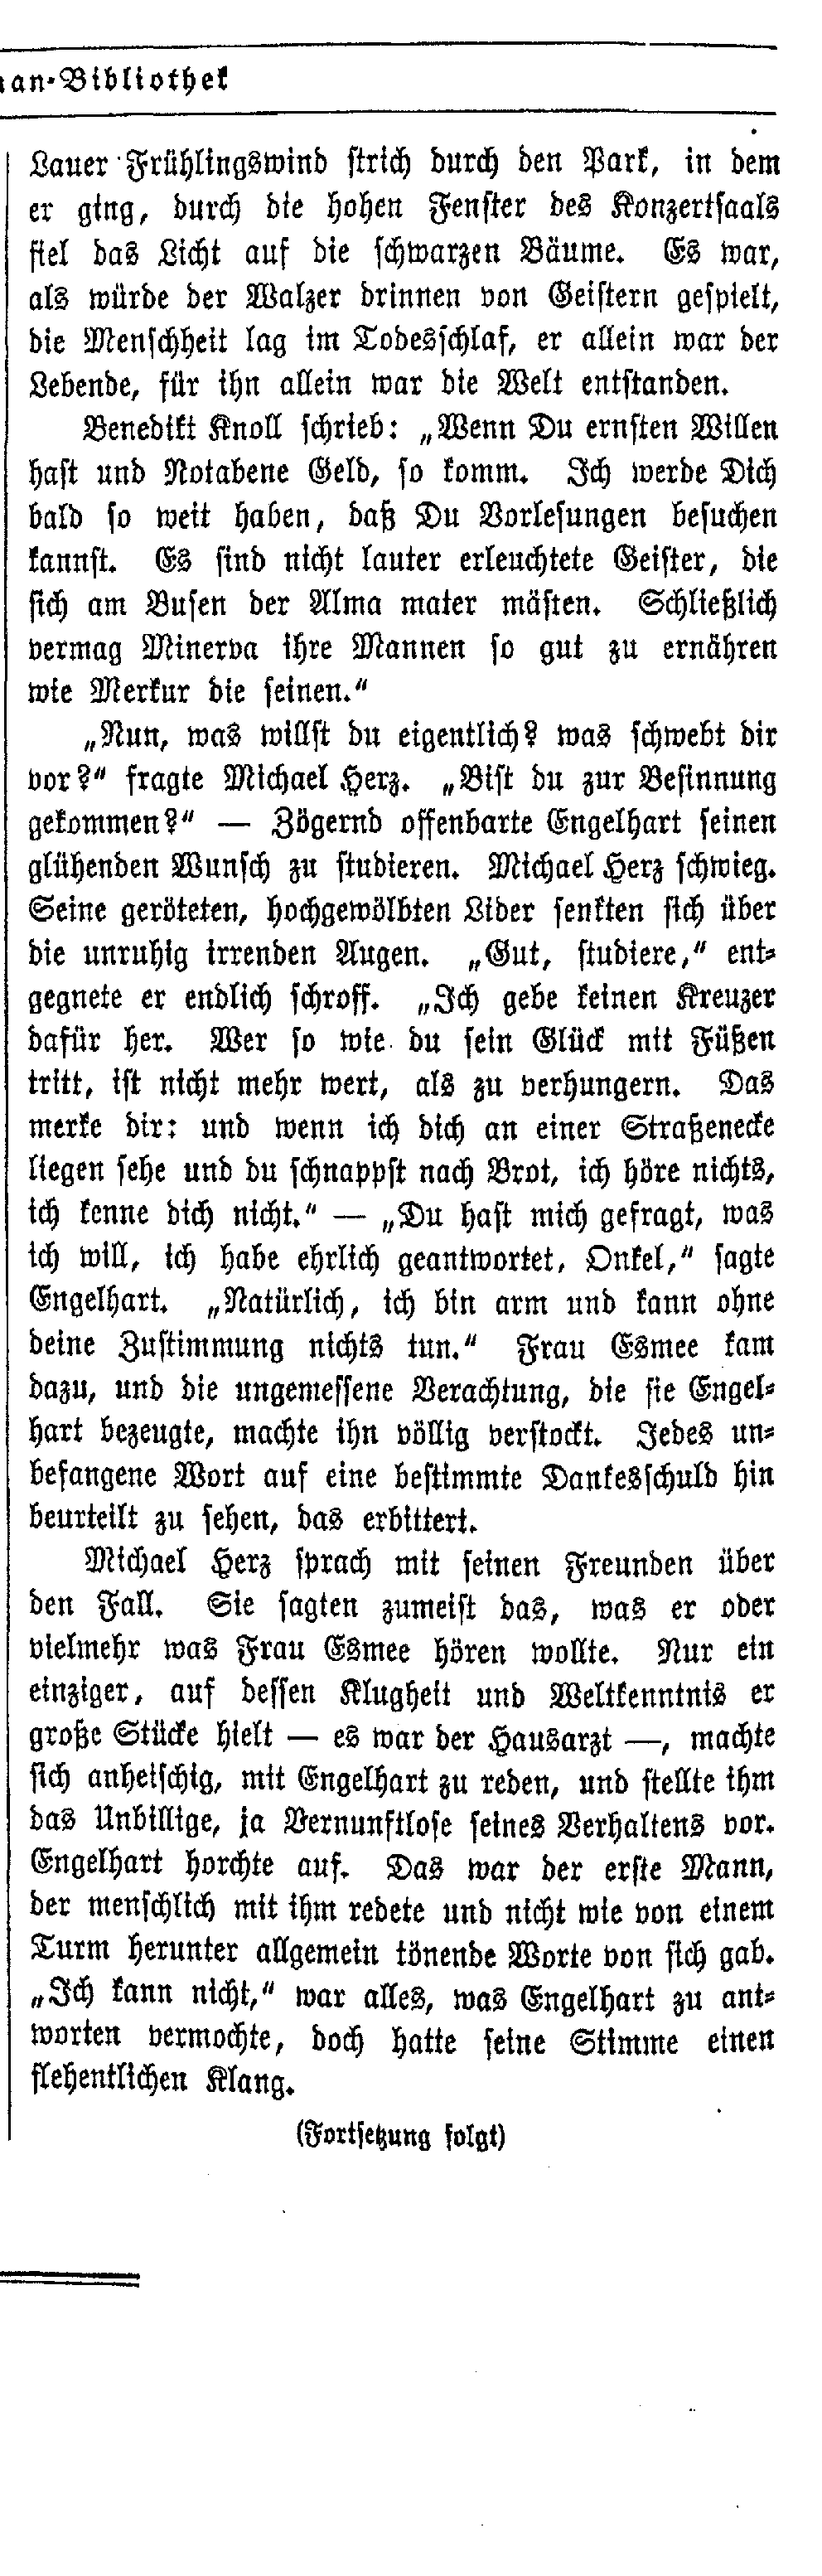 an-Bibliothek
Lauer Frühlingswind strich durch den Park, in dem
er ging, durch die hohen Fenster des Konzertsaals
fiel das Licht auf die schwarzen Bäume. Es war,
als würde der Walzer drinnen von Geistern gespielt,
die Menschheit lag im Todesschlaf, er allein war der
Lebende, für ihn allein war die Welt entstanden.
Benedikt Knoll schrieb: „Wenn Du ernsten Willen
hast und Notabene Geld, so komm. Ich werde Dich
bald so weit haben, daß Du Vorlesungen besuchen
kannst. Es sind nicht lauter erleuchtete Geister, die
sich am Busen der Alma mater mästen. Schließlich
vermag Minerva ihre Mannen so gut zu ernähren
wie Merkur die seinen.“
„Nun, was willst du eigentlich? was schwebt dir
vor?“ fragte Michael Herz. „Bist du zur Besinnung
gekommen?“ — Zögernd offenbarte Engelhart seinen
glühenden Wunsch zu studieren. Michael Herz schwieg.
Seine geröteten, hochgewölbten Lider senkten sich über
die unruhig irrenden Augen. „Gut, studiere,“ ent-
gegnete er endlich schroff. „Ich gebe keinen Kreuzer
dafür her. Wer so wie du sein Glück mit Füßen
tritt, ist nicht mehr wert, als zu verhungern. Das
merke dir: und wenn ich dich an einer Straßenecke
liegen sehe und du schnappst nach Brot, ich höre nichts,
ich kenne dich nicht.“ — „Du hast mich gefragt, was
ich will, ich habe ehrlich geantwortet, Onkel,“ sagte
Engelhart. „Natürlich, ich bin arm und kann ohne
deine Zustimmung nichts tun.“ Frau Esmee kam
dazu, und die ungemessene Verachtung, die sie Engel-
hart bezeugte, machte ihn völlig verstockt. Jedes un-
befangene Wort auf eine bestimmte Dankesschuld hin
beurteilt zu sehen, das erbittert.
Michael Herz sprach mit seinen Freunden über
den Fall. Sie sagten zumeist das, was er oder
vielmehr was Frau Esmee hören wollte. Nur ein
einziger, auf dessen Klugheit und Weltkenntnis er
große Stücke hielt — es war der Hausarzt —, machte
sich anheischig, mit Engelhart zu reden, und stellte ihm
das Unbillige, ja Vernunftlose seines Verhaltens vor.
Engelhart horchte auf. Das war der erste Mann,
der menschlich mit ihm redete und nicht wie von einem
Turm herunter allgemein tönende Worte von sich gab.
„Ich kann nicht,“ war alles, was Engelhart zu ant-
worten vermochte, doch hatte seine Stimme einen
flehentlichen Klang.
(Fortsetzung folgt)